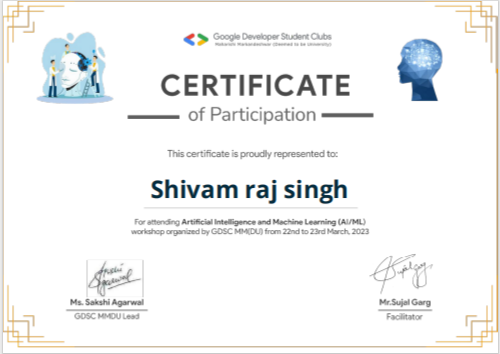 Google Developer Student Clubs
Maharishi Markandeshwar (Deemed to be University)
CERTIFICATE
of Participation
This certificate is proudly represented to:
Shivam raj singh
For attending Artificial Intelligence and Machine Learning (AI/ML)
workshop organized by GDSC MM(DU) from 22nd to 23rd March, 2023
Sakshi
Agarwal
Ms. Sakshi Agarwal
GDSC MMDU Lead
Mr.Sujal Garg
Facilitator